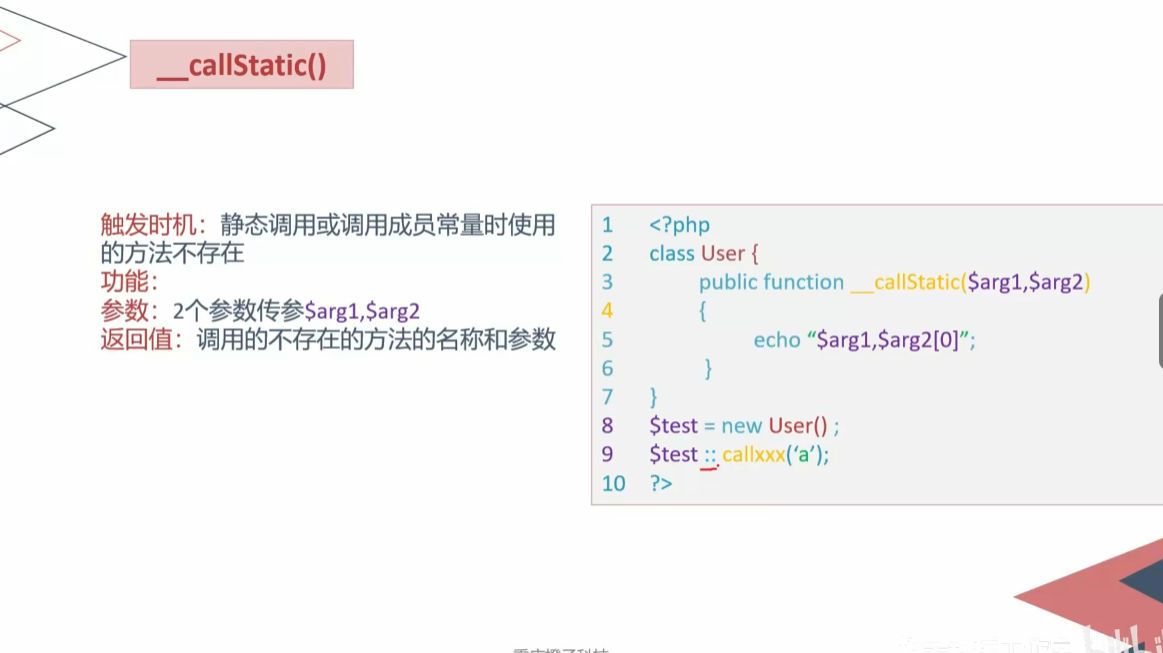 __callStatic()
触发时机：静态调用或调用成员常量时使用
的方法不存在
功能：
参数：2个参数传参$arg1,$arg2
返回值：调用的不存在的方法的名称和参数
1 <?php
2 class User {
3 public function __callStatic($arg1,$arg2)
4 {
5 echo “$arg1,$arg2[0]”;
6 }
7 }
8 $test = new User() ;
9 $test :: callxxx(‘a’);
10 ?>